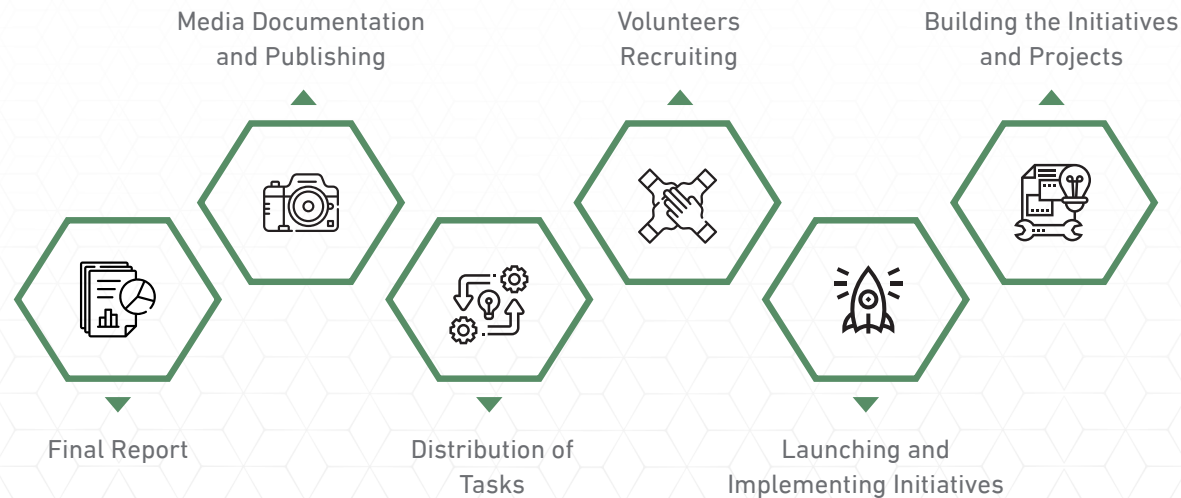 Media Documentation
and Publishing
Volunteers
Recruiting
Building the Initiatives
and Projects
Final Report
Distribution of
Tasks
Launching and
Implementing Initiatives